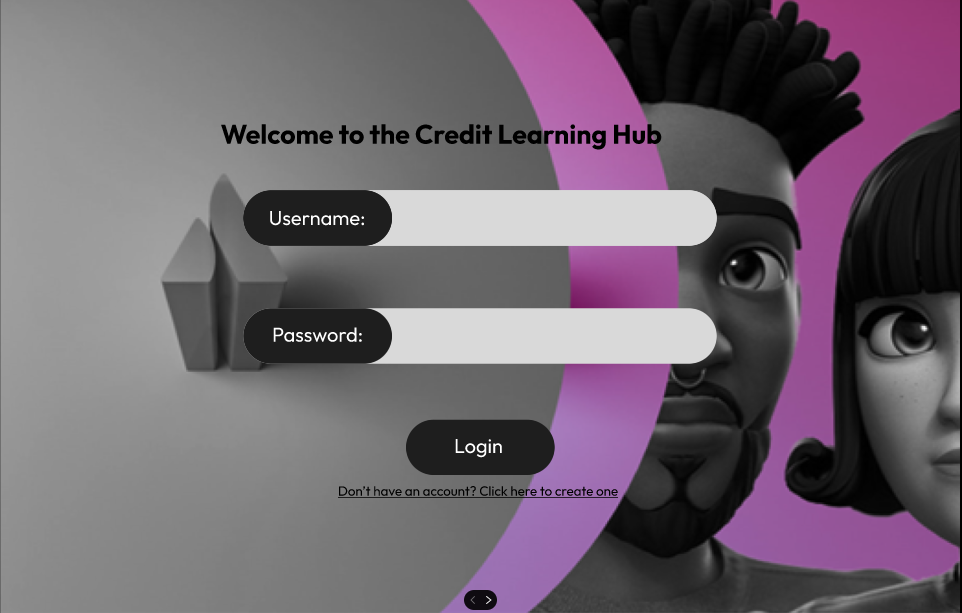 Welcome to the Credit Learning Hub
Username:
Password:
Login
Don't have an account? Click here to create one